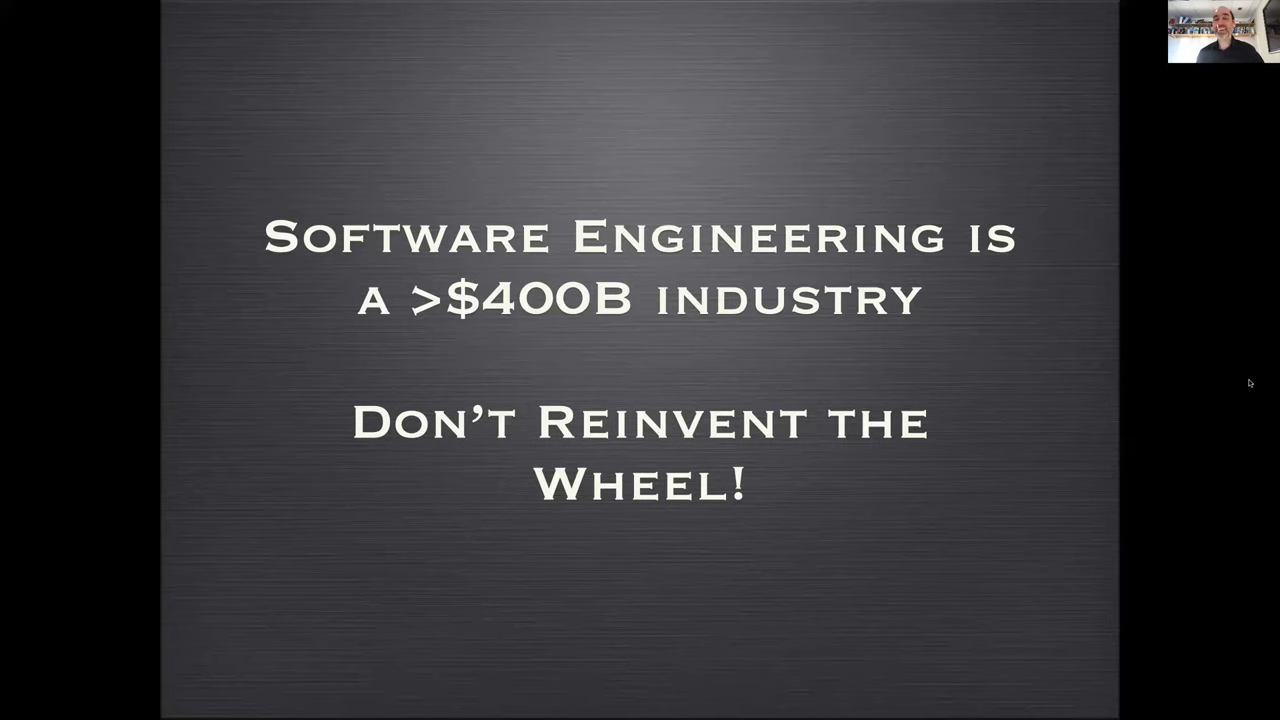 Software Engineering is
a >$400B industry
Don’t Reinvent the
Wheel!